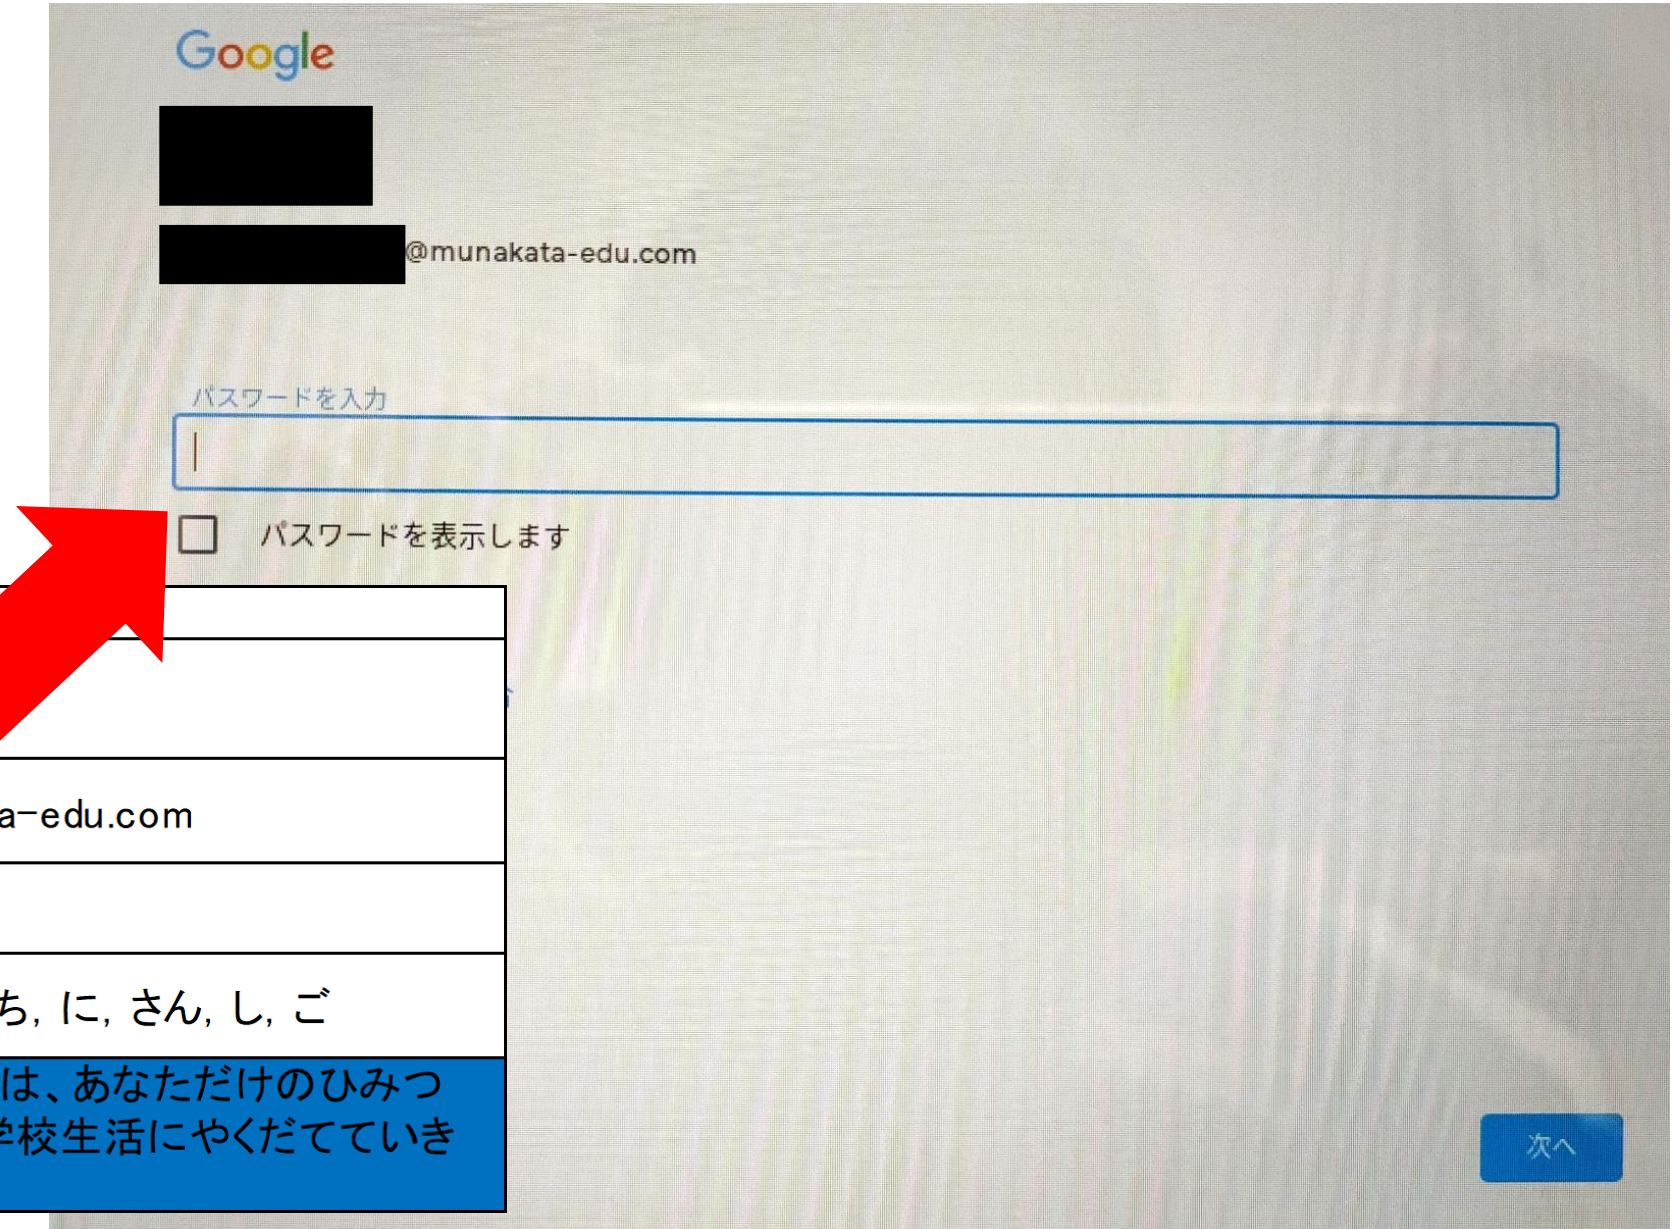 Google
@munakata-edu.com
パスワードを入力
パスワードを表示します
a-edu.com
ち, に, さん, し, ご
は、あなただけのひみつ
学校生活にやくだてていき
次へ